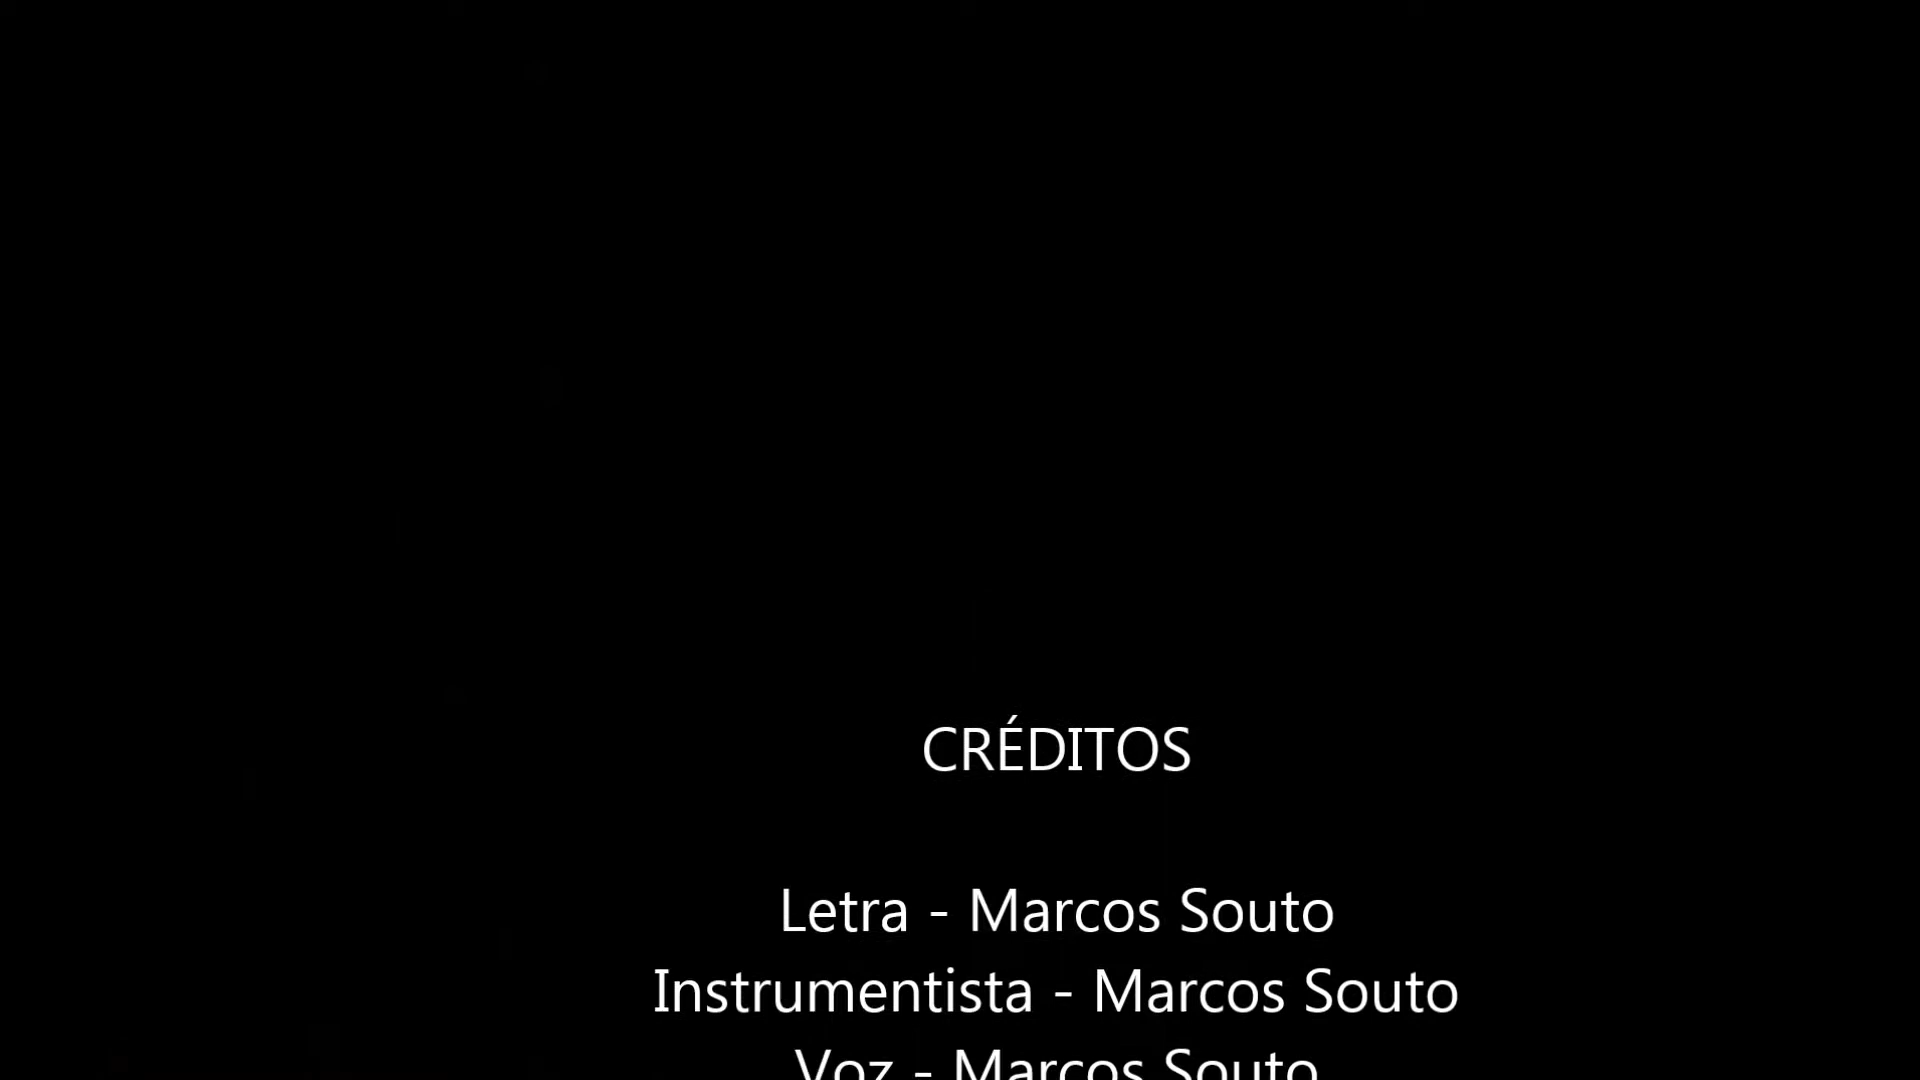 CRÉDITOS
Letra - Marcos Souto
Instrumentista - Marcos Souto
Voz - Marcos Souto